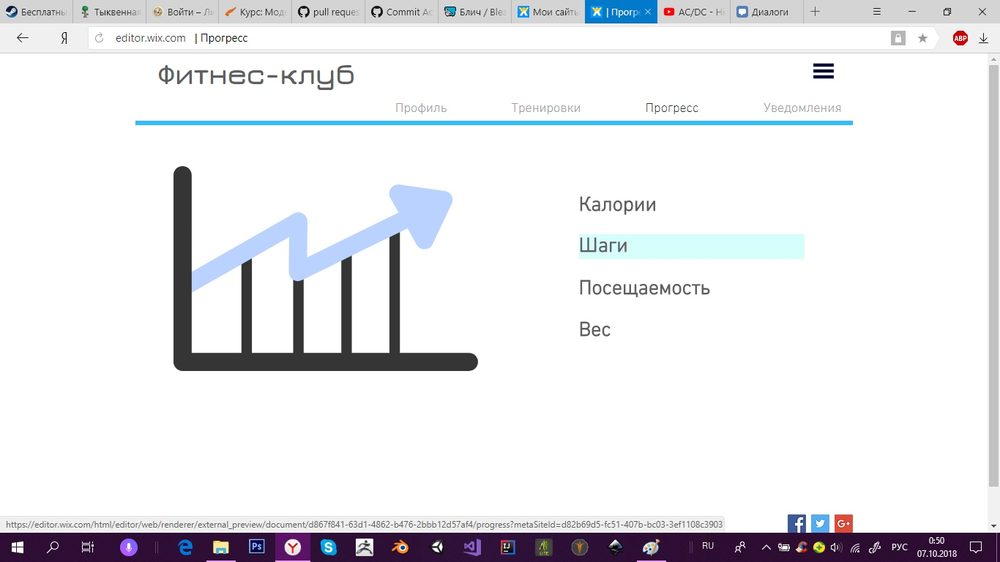 Бесплатны
Тыквенная
Войти – Ли
Курс: Мод
pull reques
Commit Ac
Блич / Blea
Мои сайты
| Прогр
AC/DC - Hi
Диалоги
Я editor.wix.com | Прогресс ABP
Фитнес-клуб
Профиль Тренировки Прогресс Уведомления
Калории
Шаги
Посещаемость
Вес
https://editor.wix.com/html/editor/web/renderer/external_preview/document/d867f841-63d1-4862-b476-2bbb12d57af4/progress?metaSiteId=d82b69d5-fc51-407b-bc03-3ef1108c3903
RU РУС 0:50
07.10.2018